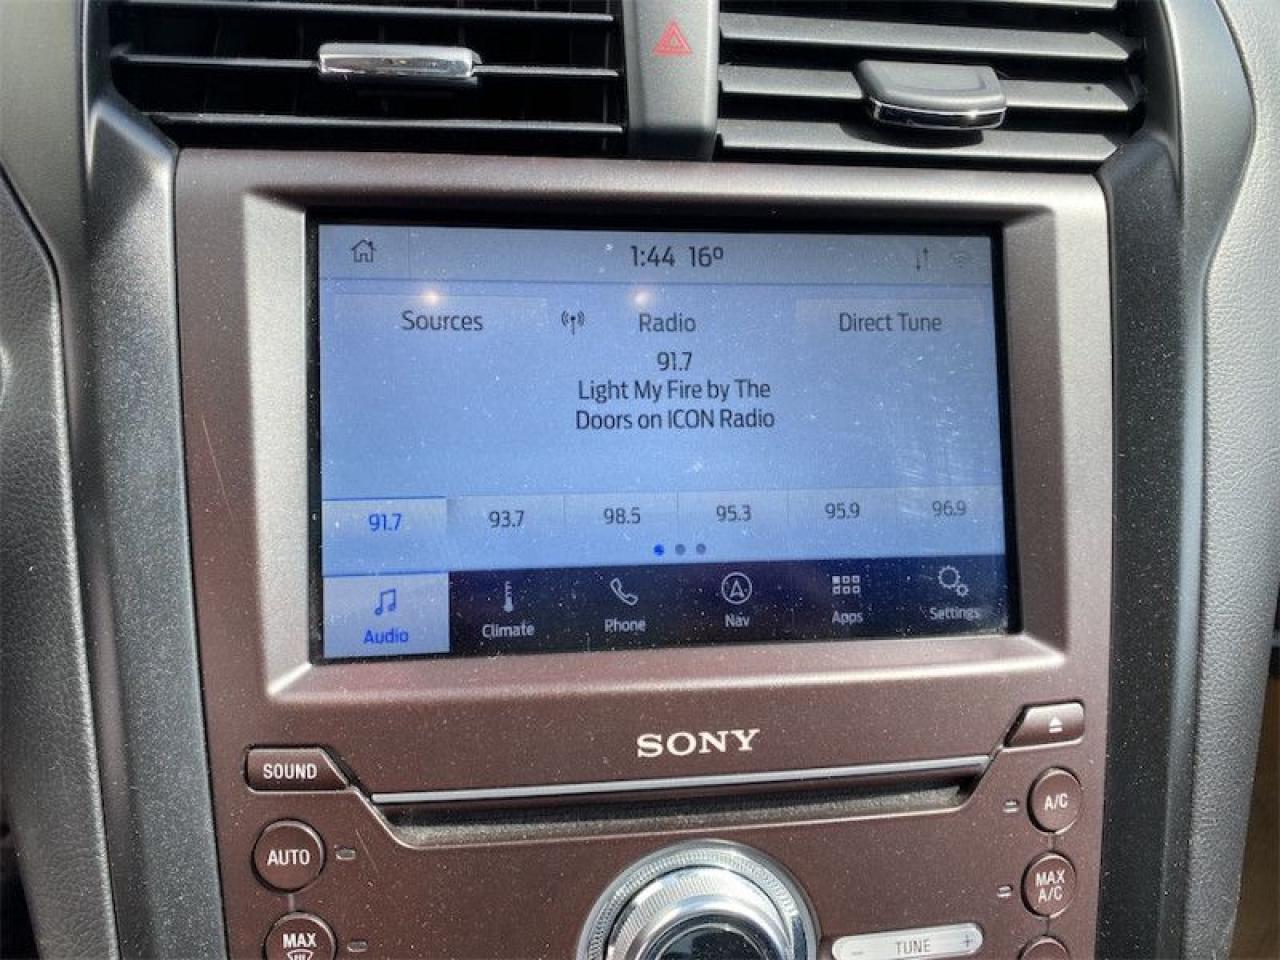 1:44 16º
Sources Radio Direct Tune
91.7
Light My Fire by The
Doors on ICON Radio
91.7 93.7 98.5 95.3 95.9 96.9
Audio Climate Phone Nav Apps Settings
SONY
SOUND
A/C
AUTO
MAX
A/C
MAX
- TUNE +